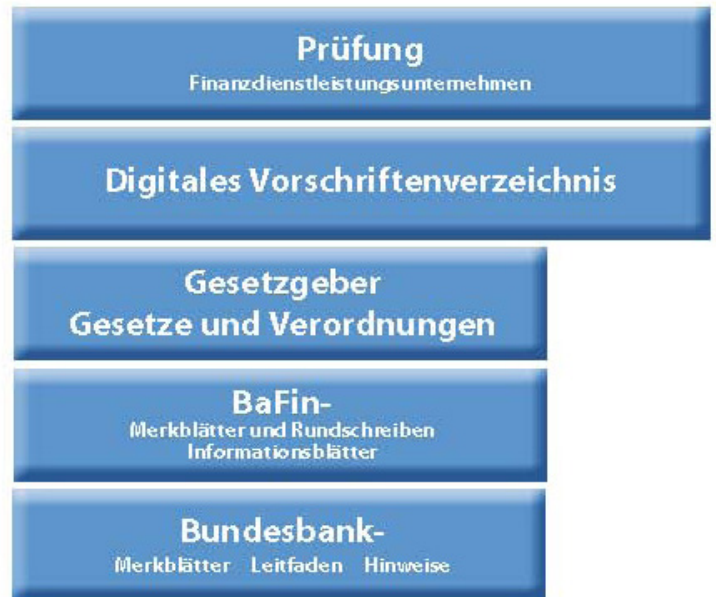 Prüfung
Finanzdienstleistungsunternehmen
Digitales Vorschriftenverzeichnis
Gesetzgeber
Gesetze und Verordnungen
BaFin-
Merkblätter und Rundschreiben
Informationsblätter
Bundesbank-
Merkblätter Leitfaden Hinweise